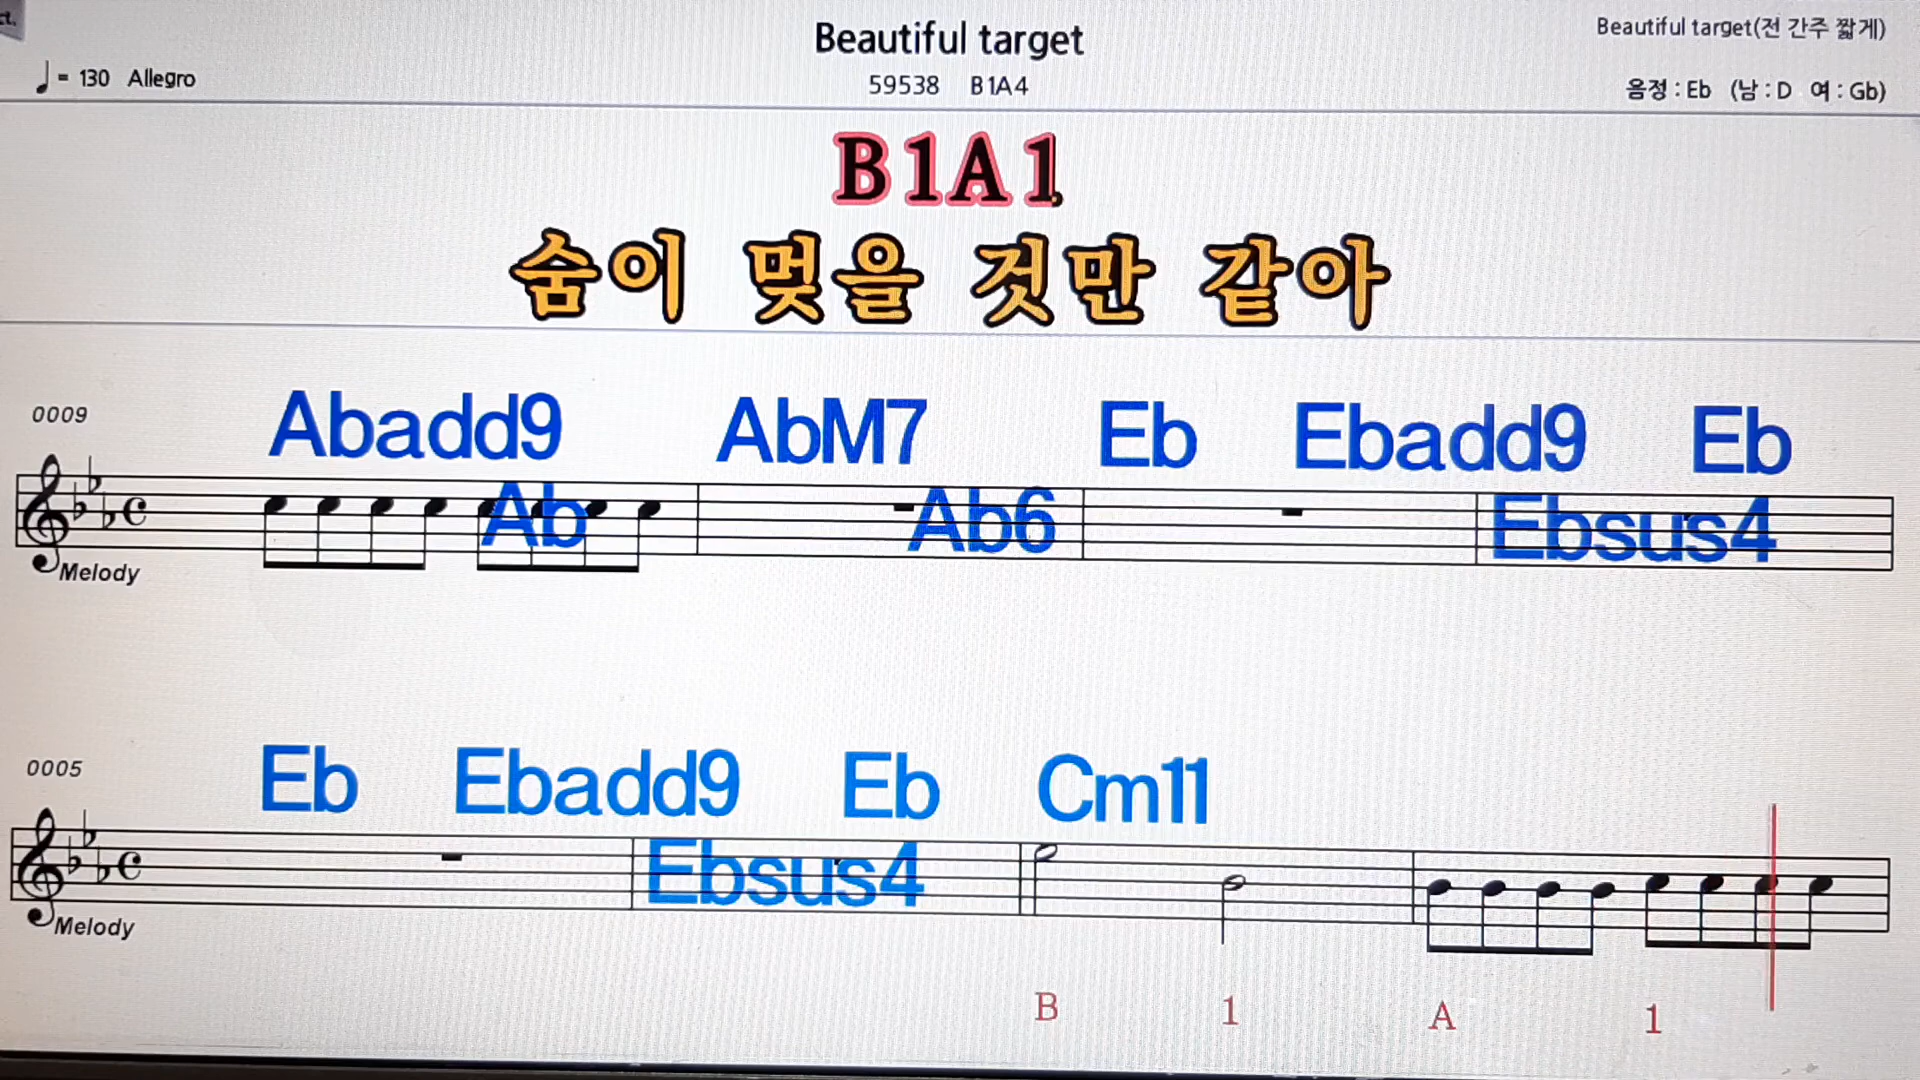 ct.
Beautiful target
Beautiful target(전 간주 짧게)
= 130 Allegro
59538 B1A4
음정 : Eb (남 : D 여 : Gb)
B1A1
숨이 멎을 것만 같아
0009
Abadd9 AbM7 Eb Ebadd9 Eb
Ab Ab6 Ebsus4
Melody
0005
Eb Ebadd9 Eb Cm11
Ebsus4
Melody
B 1 A 1